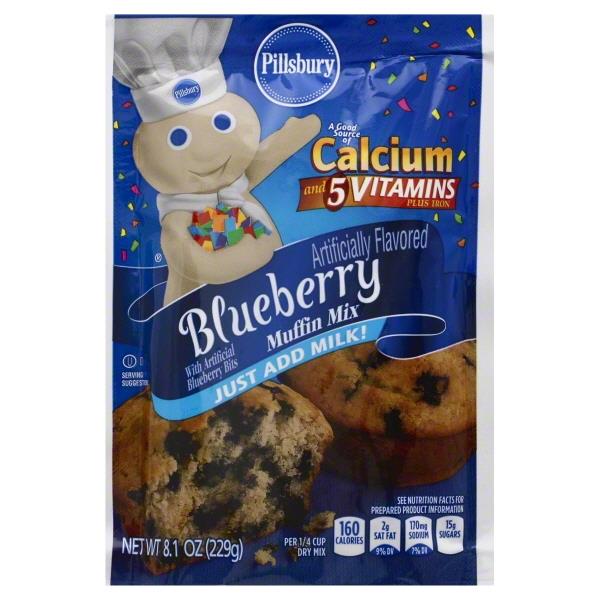 Pillsbury
Pillsbury
A Good
Source
of
Calcium
and 5 VITAMINS
PLUS IRON
®
Artificially Flavored
Blueberry
Muffin Mix
With Artificial
Blueberry Bits
JUST ADD MILK!
U D
SERVING
SEE NUTRITION FACTS FOR
PREPARED PRODUCT INFORMATION
PER 1/4 CUP
DRY MIX
160
CALORIES
2g
SAT FAT
9% DV
170mg
SODIUM
7% DV
15g
SUGARS
NET WT 8.1 OZ (229g)